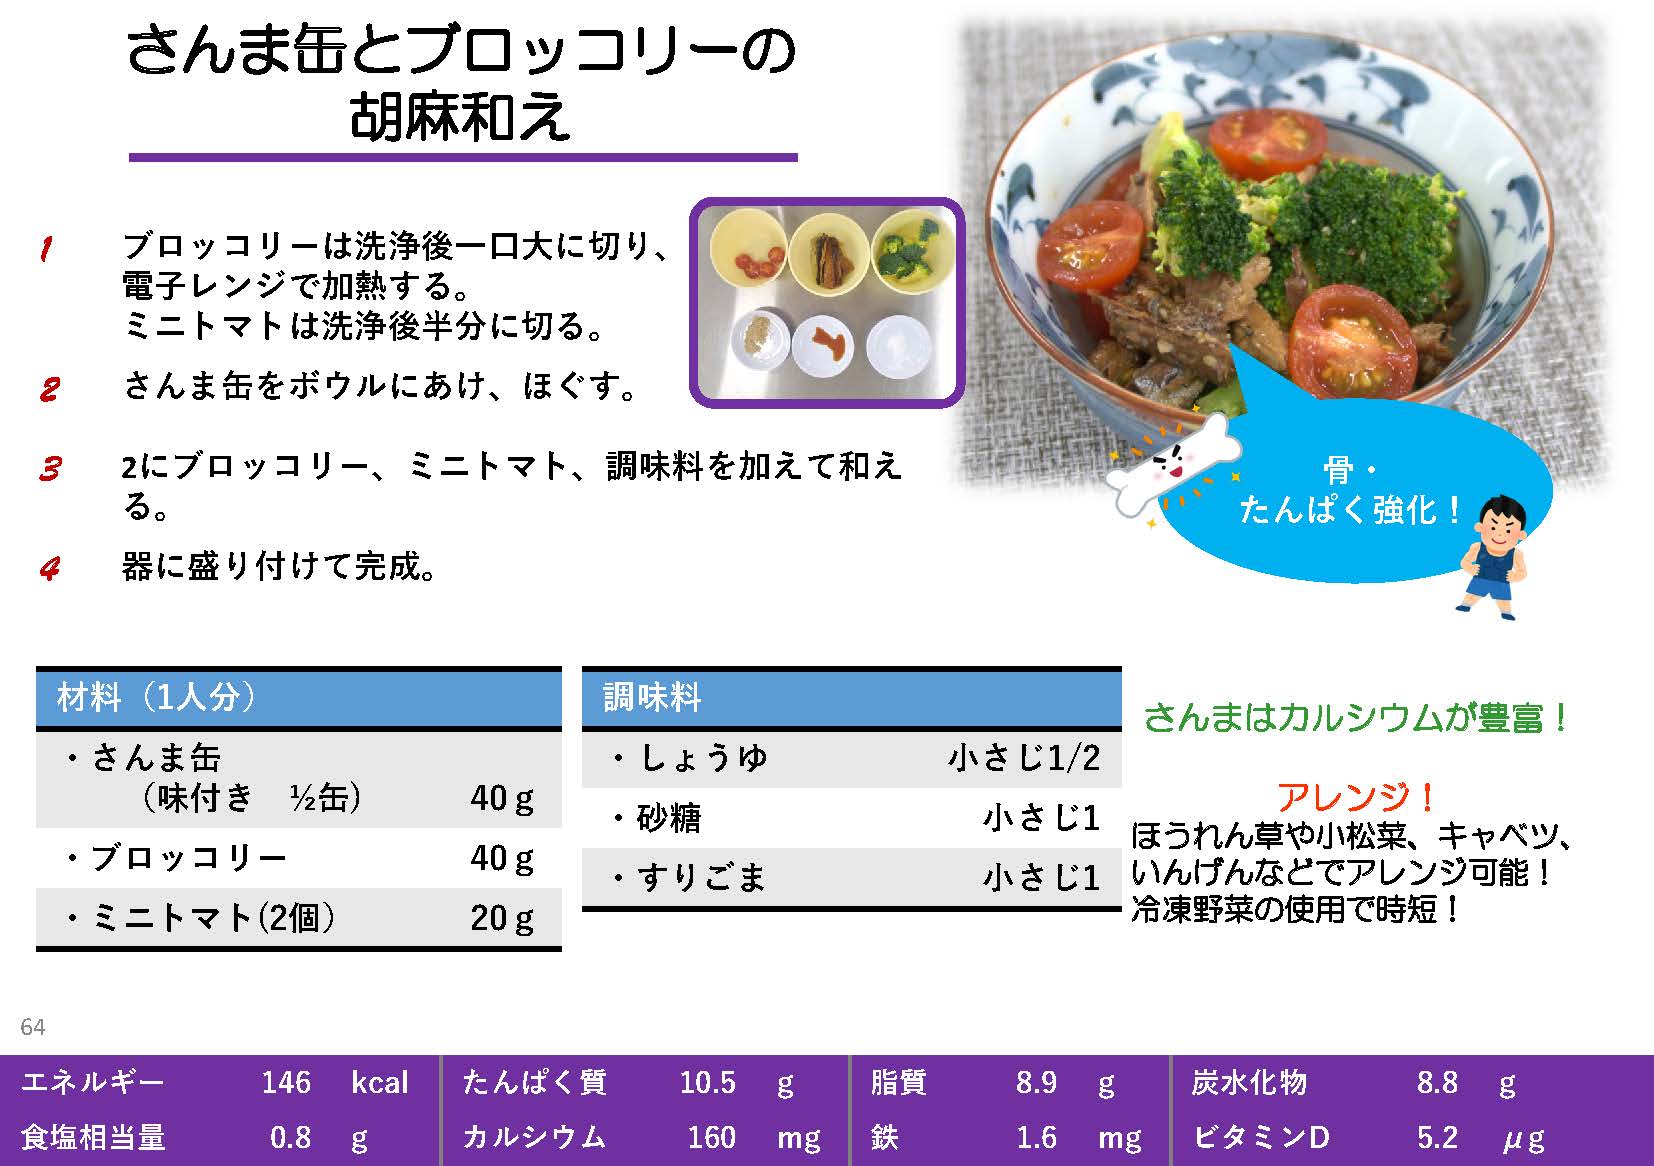 さんま缶とブロッコリーの
胡麻和え
1 ブロッコリーは洗浄後一口大に切り、
電子レンジで加熱する。
ミニトマトは洗浄後半分に切る。
2 さんま缶をボウルにあけ、ほぐす。
3 2にブロッコリー、ミニトマト、調味料を加えて和え
る。
4 器に盛り付けて完成。
骨・
たんぱく強化！
材料（1人分）
・さんま缶
（味付き　½缶） 40ｇ
・ブロッコリー 40ｇ
・ミニトマト(2個） 20ｇ
調味料
・しょうゆ 小さじ1/2
・砂糖 小さじ1
・すりごま 小さじ1
さんまはカルシウムが豊富！
アレンジ！
ほうれん草や小松菜、キャベツ、
いんげんなどでアレンジ可能！
冷凍野菜の使用で時短！
64
エネルギー 146 kcal たんぱく質 10.5 g 脂質 8.9 g 炭水化物 8.8 g
食塩相当量 0.8 g カルシウム 160 mg 鉄 1.6 mg ビタミンD 5.2 μg